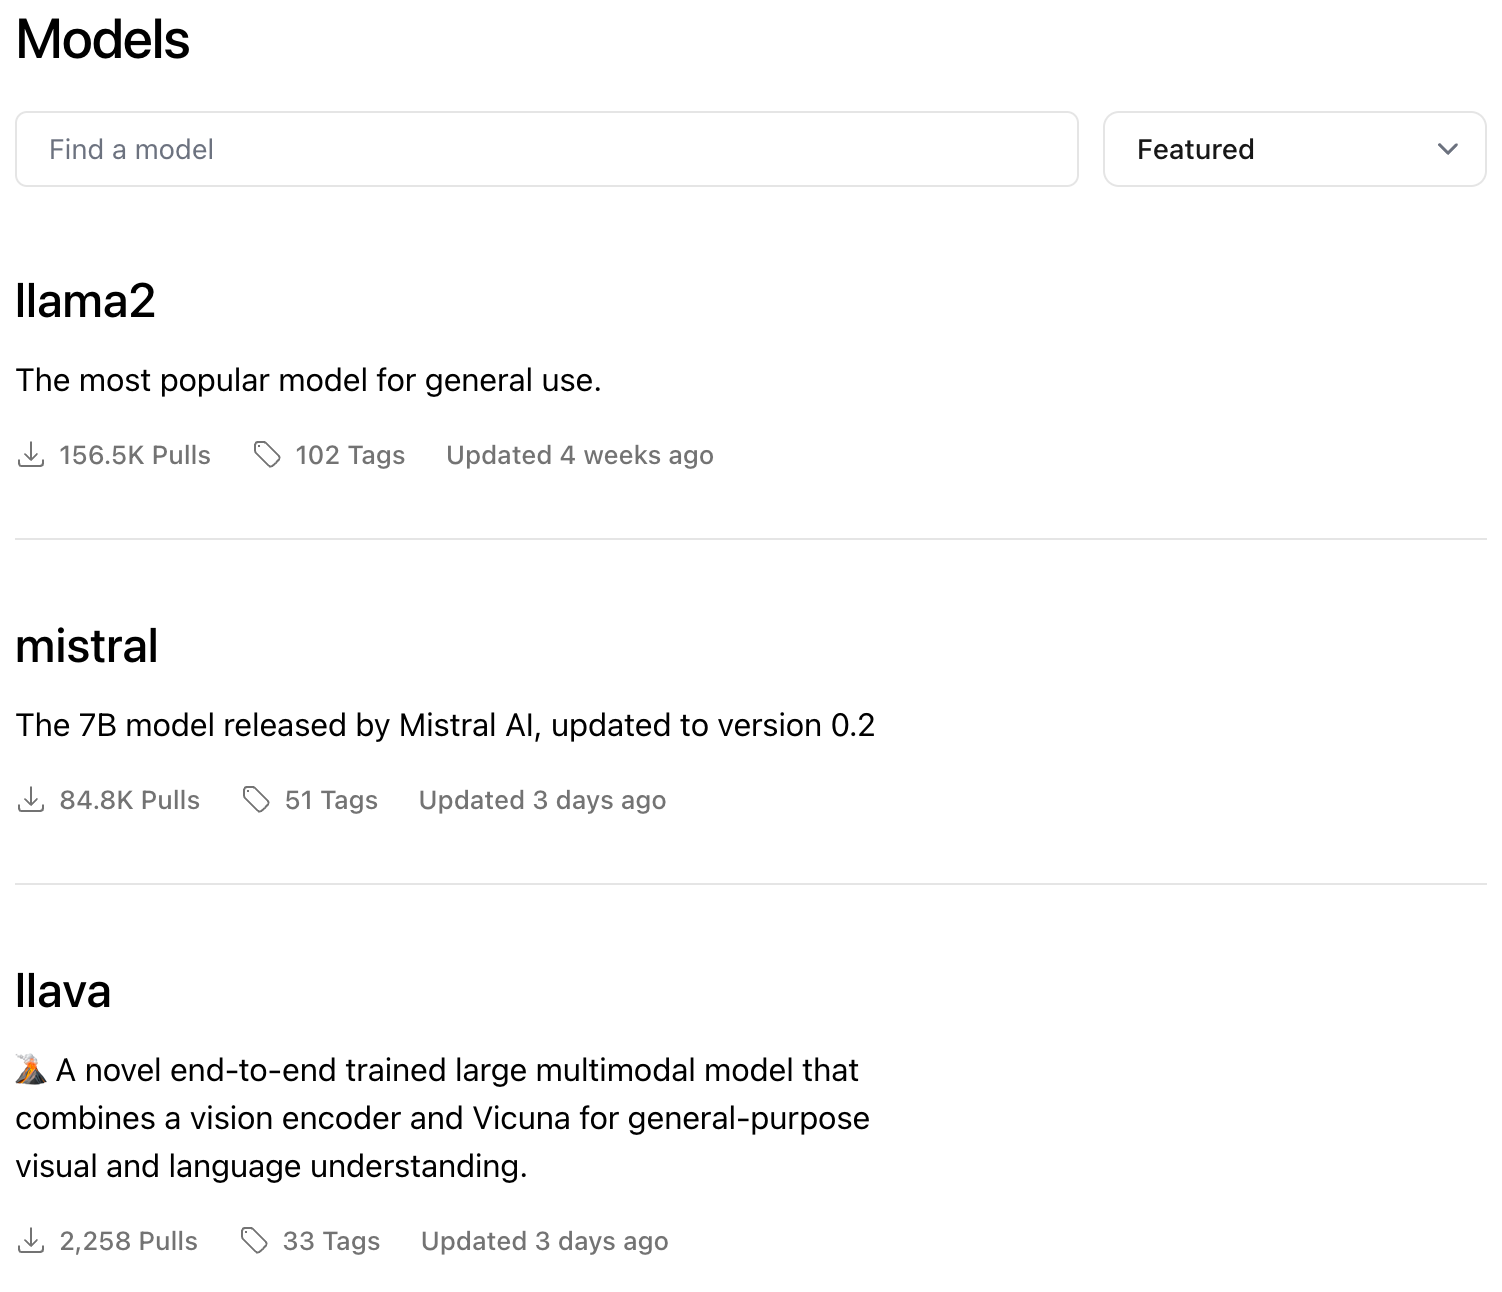 Models
Find a model
Featured
llama2
The most popular model for general use.
156.5K Pulls 102 Tags Updated 4 weeks ago
mistral
The 7B model released by Mistral AI, updated to version 0.2
84.8K Pulls 51 Tags Updated 3 days ago
llava
🌋 A novel end-to-end trained large multimodal model that
combines a vision encoder and Vicuna for general-purpose
visual and language understanding.
2,258 Pulls 33 Tags Updated 3 days ago